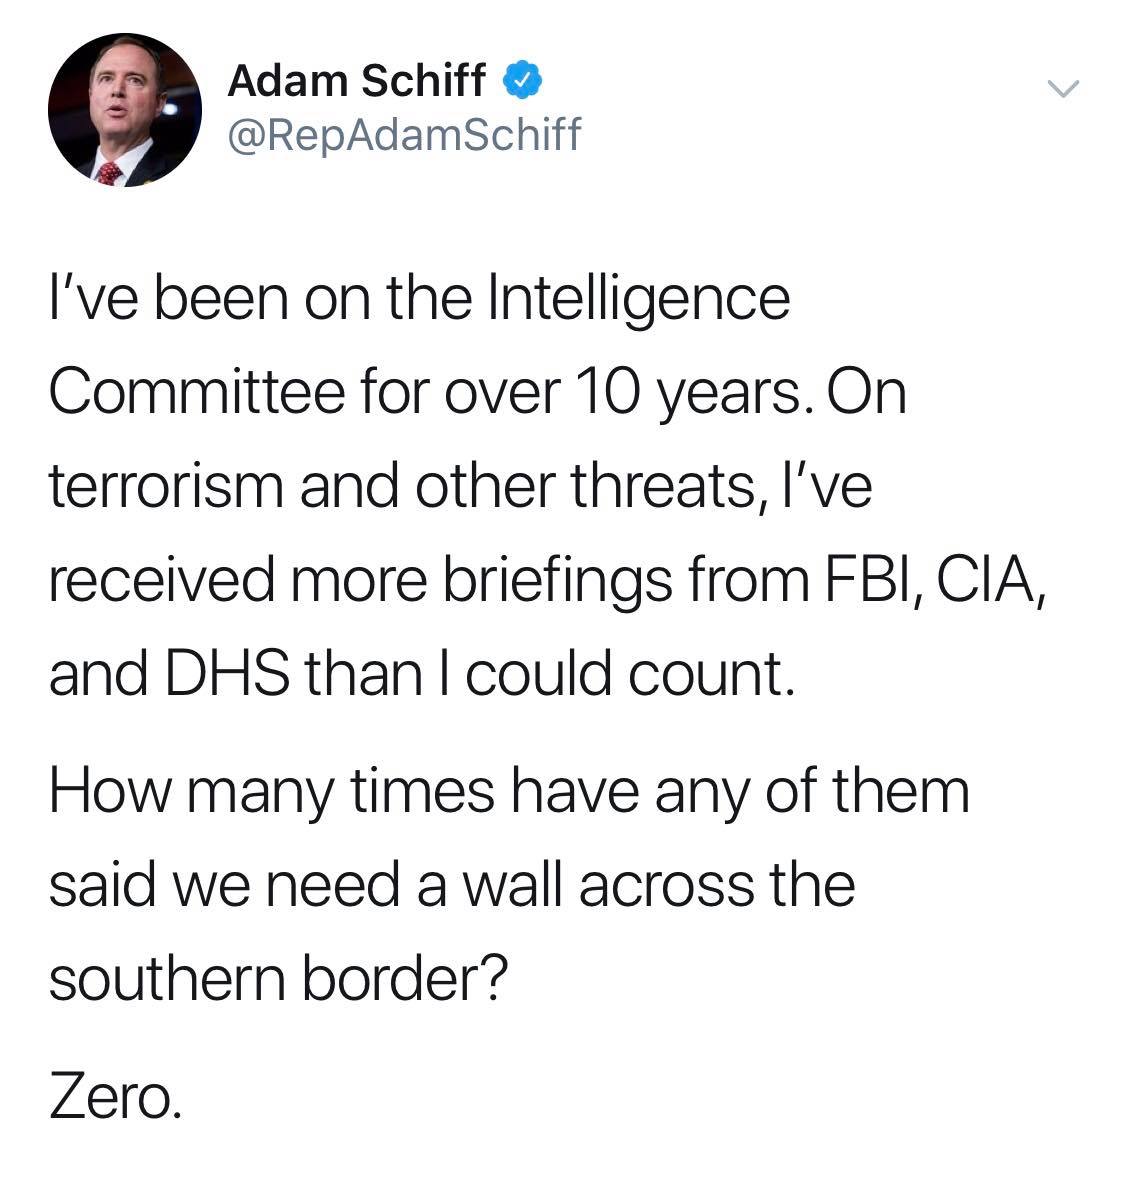 Adam Schiff
@RepAdamSchiff
I've been on the Intelligence
Committee for over 10 years. On
terrorism and other threats, I've
received more briefings from FBI, CIA,
and DHS than I could count.
How many times have any of them
said we need a wall across the
southern border?
Zero.